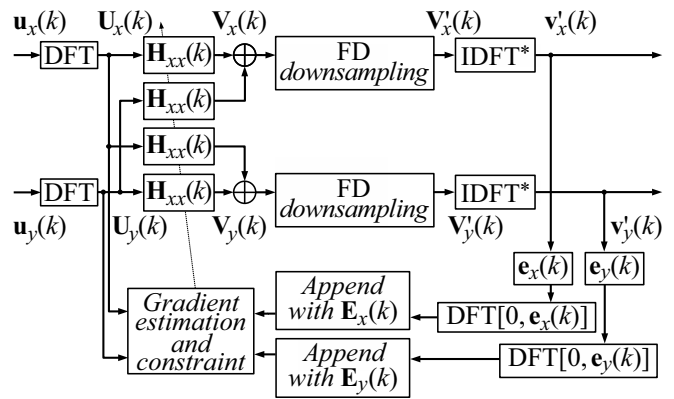 u_x(k) U_x(k) V_x(k) V'_x(k) v'_x(k)
DFT H_xx(k) FD downsampling IDFT*
H_xx(k)
H_xx(k)
DFT H_xx(k) FD downsampling IDFT*
u_y(k) U_y(k) V_y(k) V'_y(k) v'_y(k)
e_x(k) e_y(k)
Gradient estimation and constraint
Append with E_x(k)
DFT[0, e_x(k)]
Append with E_y(k)
DFT[0, e_y(k)]